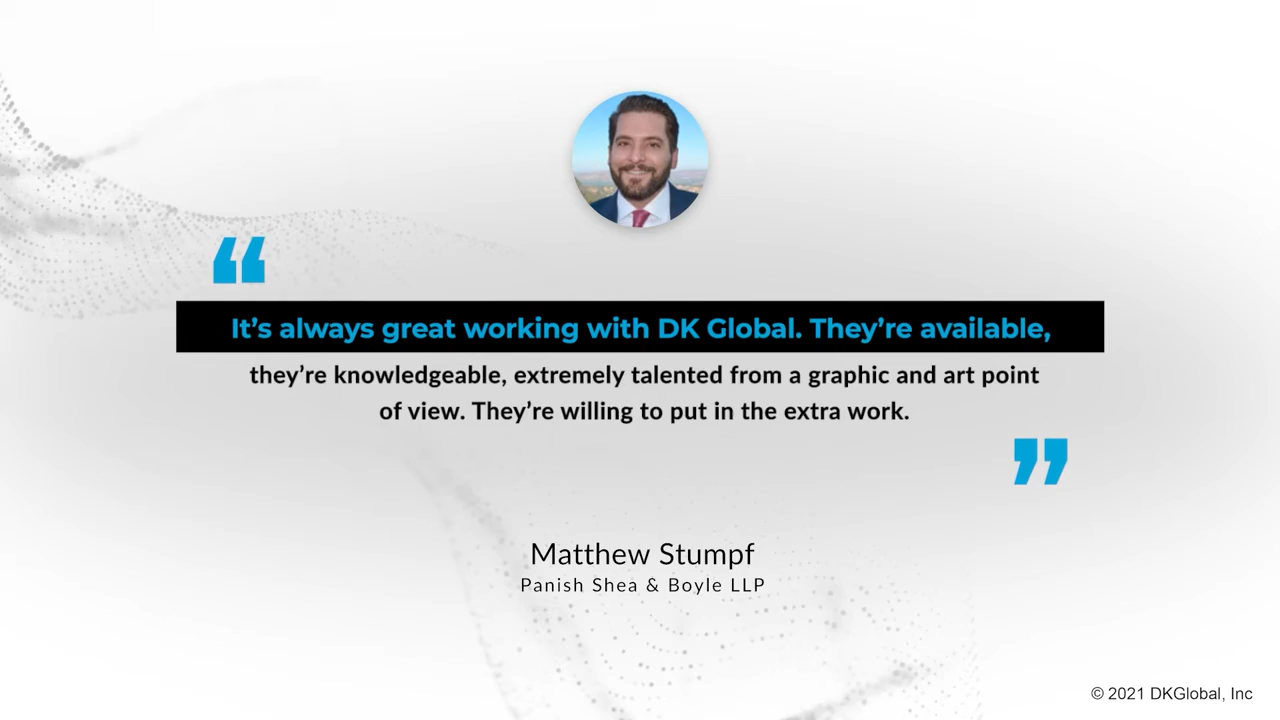 “
It’s always great working with DK Global. They’re available,
they’re knowledgeable, extremely talented from a graphic and art point
of view. They’re willing to put in the extra work.
”
Matthew Stumpf
Panish Shea & Boyle LLP
© 2021 DKGlobal, Inc